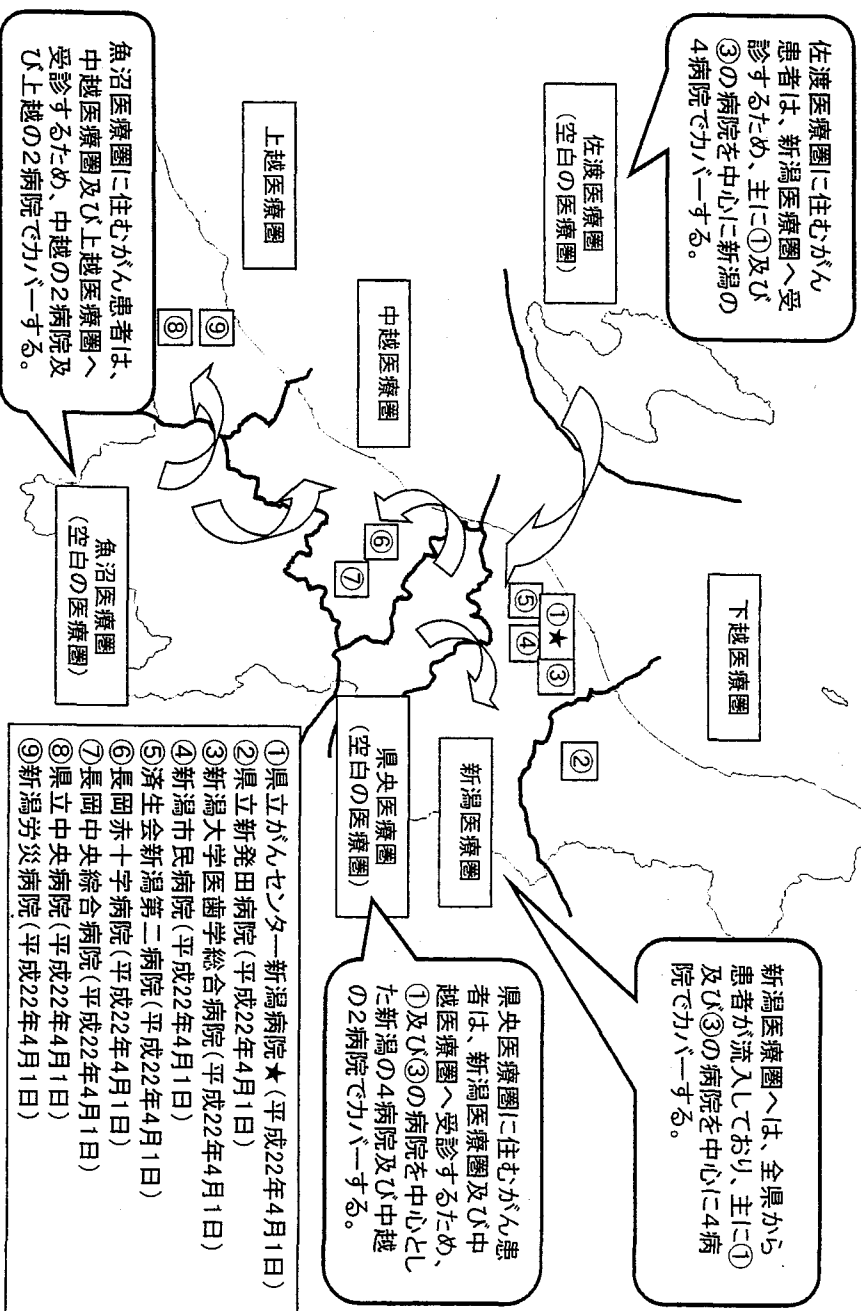 佐渡医療圏に住むがん
患者は、新潟医療圏へ受
診するため、主に①及び
③の病院を中心に新潟の
4病院でカバーする。
佐渡医療圏
(空白の医療圏)
下越医療圏
新潟医療圏へは、全県から
患者が流入しており、主に①
及び③の病院を中心に4病
院でカバーする。
②
①★
③
④
⑤
新潟医療圏
中越医療圏
⑥
⑦
県央医療圏
(空白の医療圏)
県央医療圏に住むがん患
者は、新潟医療圏及び中
越医療圏へ受診するため、
①及び③の病院を中心とし
た新潟の4病院及び中越
の2病院でカバーする。
上越医療圏
⑨
⑧
魚沼医療圏
(空白の医療圏)
魚沼医療圏に住むがん患者は、
中越医療圏及び上越医療圏へ
受診するため、中越の2病院及
び上越の2病院でカバーする。
①県立がんセンター新潟病院★(平成22年4月1日)
②県立新発田病院(平成22年4月1日)
③新潟大学医歯学総合病院(平成22年4月1日)
④新潟市民病院(平成22年4月1日)
⑤済生会新潟第二病院(平成22年4月1日)
⑥長岡赤十字病院(平成22年4月1日)
⑦長岡中央綜合病院(平成22年4月1日)
⑧県立中央病院(平成22年4月1日)
⑨新潟労災病院(平成22年4月1日)